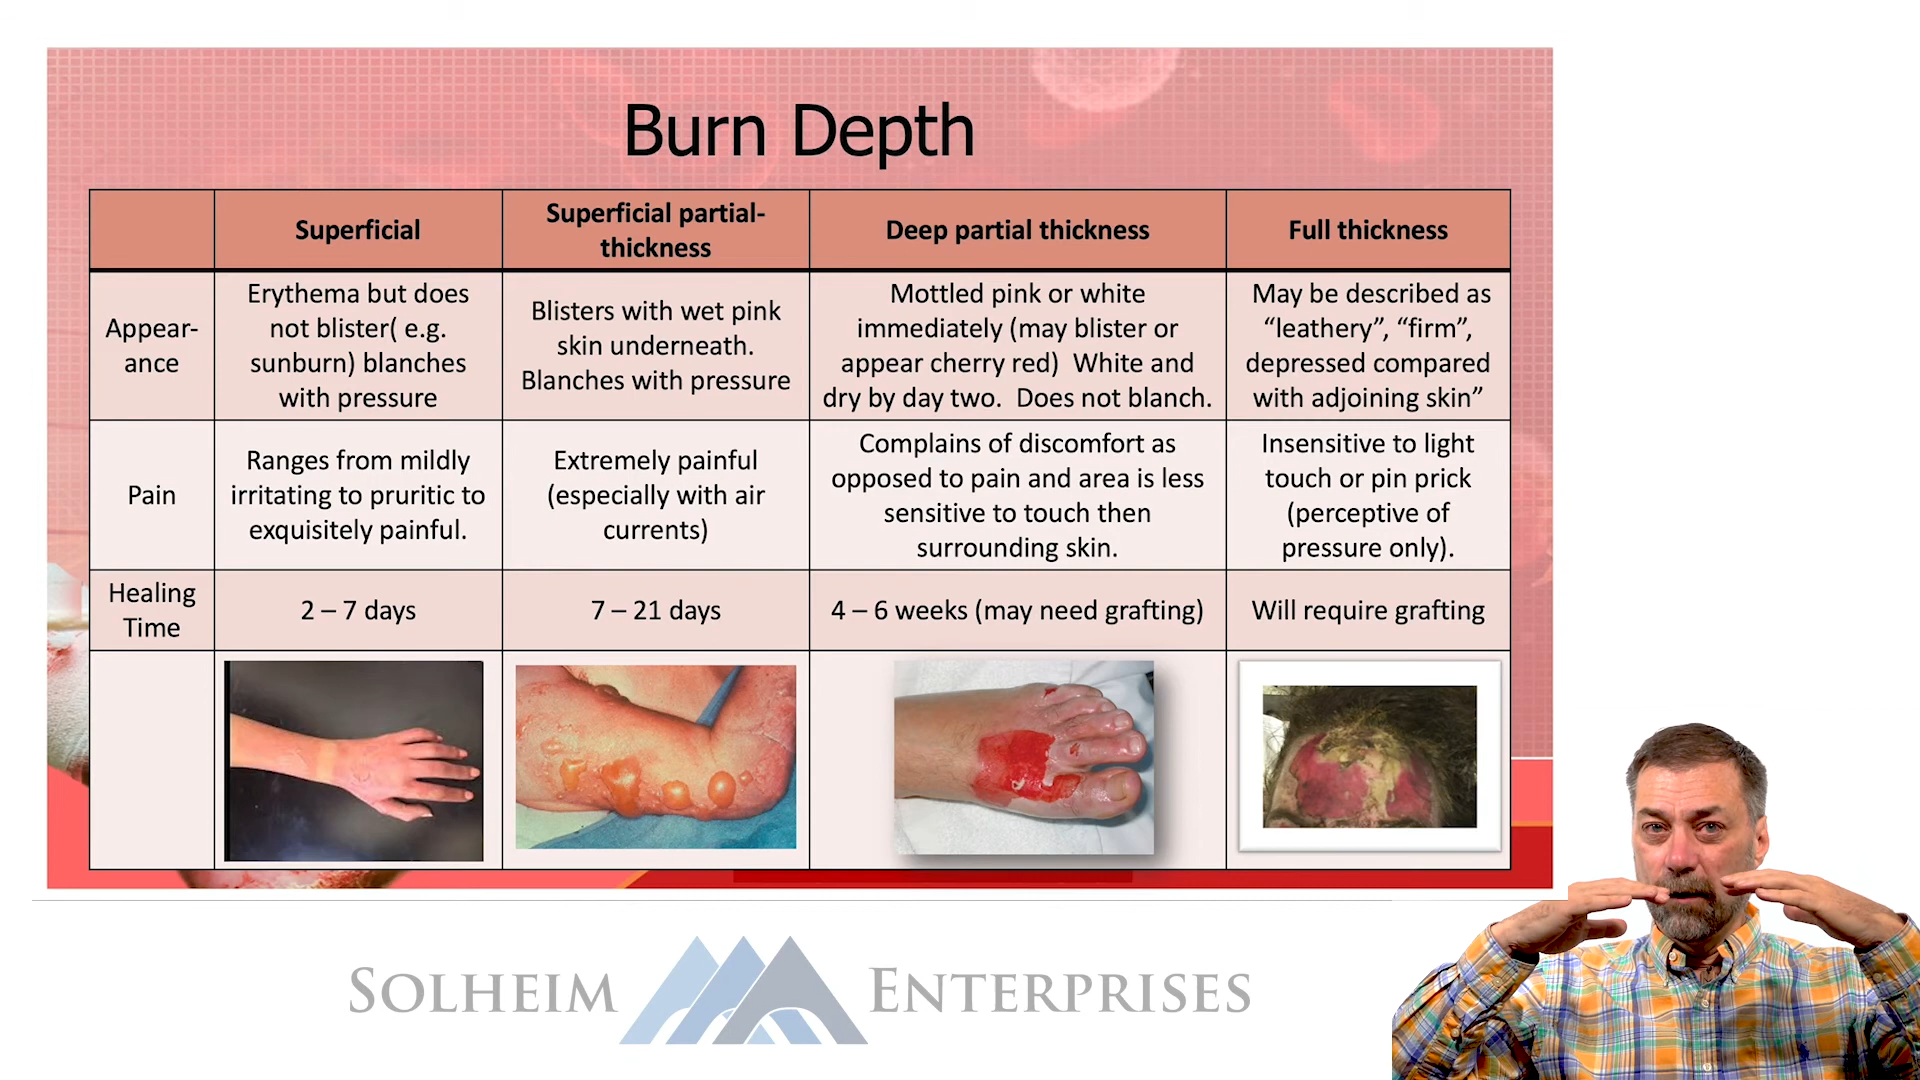 Burn Depth
Superficial
Superficial partial-
thickness
Deep partial thickness
Full thickness
Appear-
ance
Erythema but does
not blister( e.g.
sunburn) blanches
with pressure
Blisters with wet pink
skin underneath.
Blanches with pressure
Mottled pink or white
immediately (may blister or
appear cherry red)  White and
dry by day two.  Does not blanch.
May be described as
“leathery”, “firm”,
depressed compared
with adjoining skin”
Pain
Ranges from mildly
irritating to pruritic to
exquisitely painful.
Extremely painful
(especially with air
currents)
Complains of discomfort as
opposed to pain and area is less
sensitive to touch then
surrounding skin.
Insensitive to light
touch or pin prick
(perceptive of
pressure only).
Healing
Time
2 – 7 days
7 – 21 days
4 – 6 weeks (may need grafting)
Will require grafting
SOLHEIM ENTERPRISES